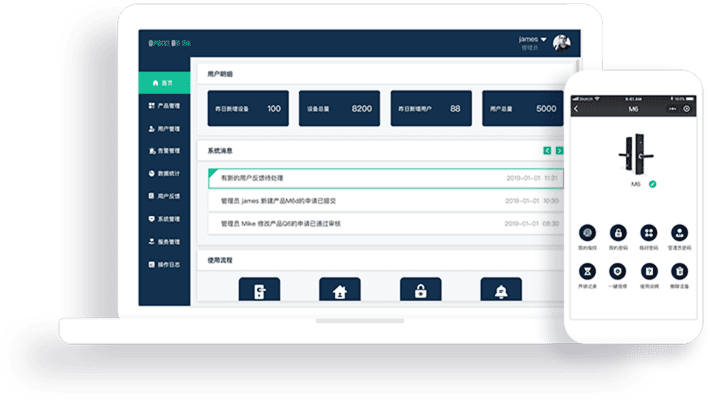 james
管理员
首页
产品管理
用户管理
告警管理
数据统计
用户反馈
系统管理
服务管理
操作日志
用户明细
昨日新增设备 100
设备总量 8200
昨日新增用户 88
用户总量 5000
系统消息
有新的用户反馈待处理 2019-01-01 11:31
管理员 james 新建产品M6d的申请已提交 2019-01-01 10:30
管理员 Mike 修改产品Q6的申请已通过审核 2019-01-01 08:30
使用流程
9:41 AM
M6
M6
我的指纹 我的密码 临时密码 管理员密码
开锁记录 一键报修 使用说明 删除设备